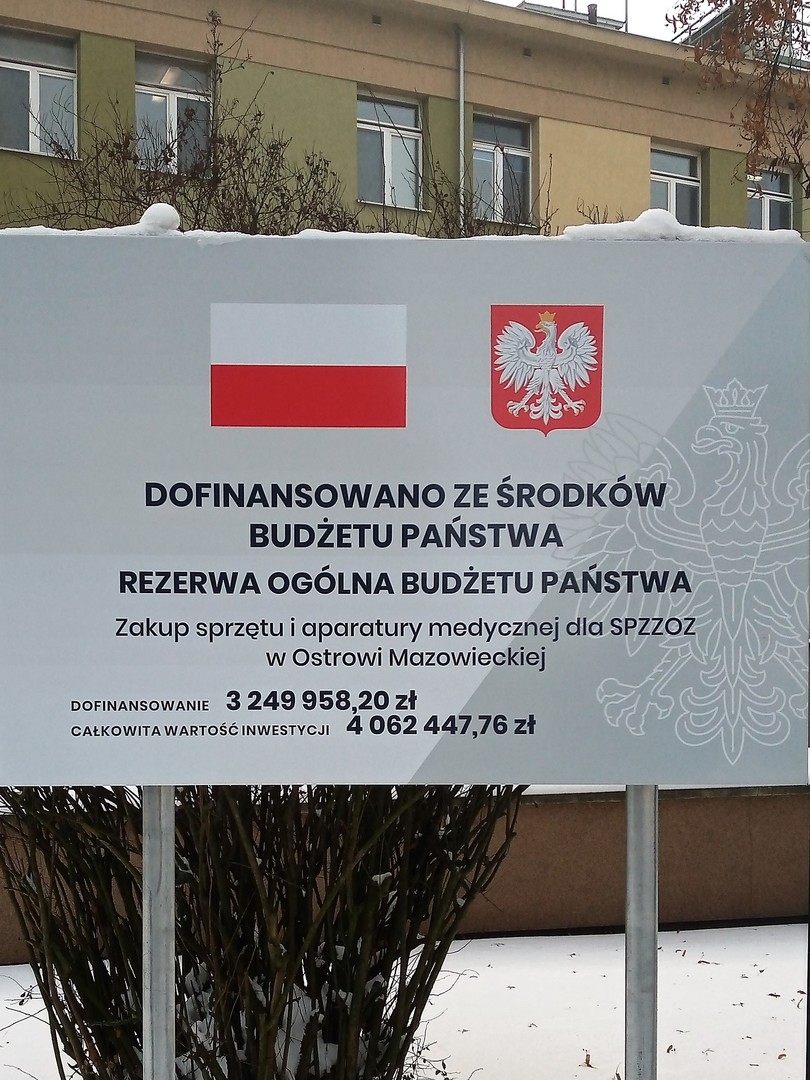 DOFINANSOWANO ZE ŚRODKÓW
BUDŻETU PAŃSTWA
REZERWA OGÓLNA BUDŻETU PAŃSTWA
Zakup sprzętu i aparatury medycznej dla SPZZOZ
w Ostrowi Mazowieckiej
DOFINANSOWANIE 3 249 958,20 zł
CAŁKOWITA WARTOŚĆ INWESTYCJI 4 062 447,76 zł